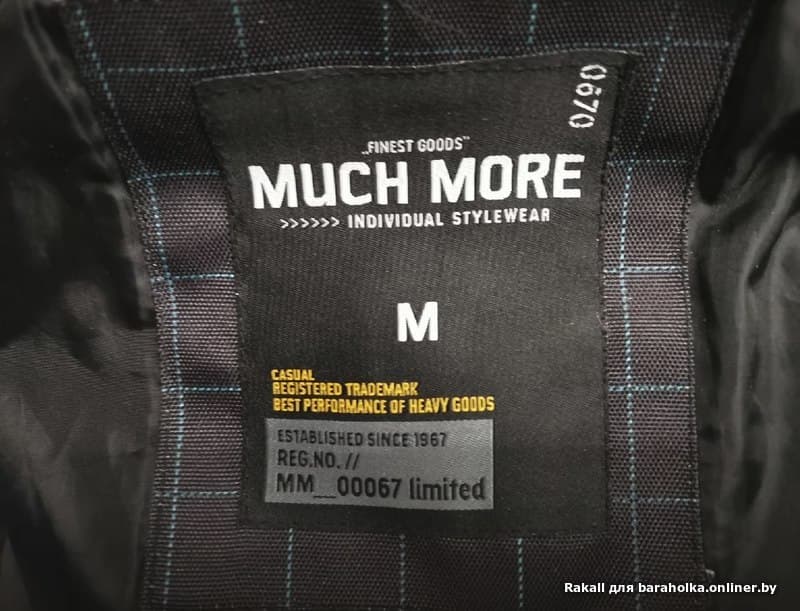 0670
„FINEST GOODS”
MUCH MORE
>>>>>> INDIVIDUAL STYLEWEAR
M
CASUAL
REGISTERED TRADEMARK
BEST PERFORMANCE OF HEAVY GOODS
ESTABLISHED SINCE 1967
REG.NO. //
MM__00067 limited
Rakall для baraholka.onliner.by